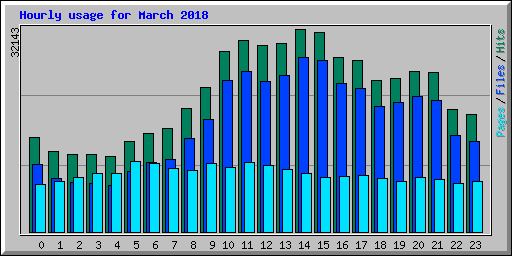 Hourly usage for March 2018
32143
Pages / Files / Hits
0 1 2 3 4 5 6 7 8 9 10 11 12 13 14 15 16 17 18 19 20 21 22 23